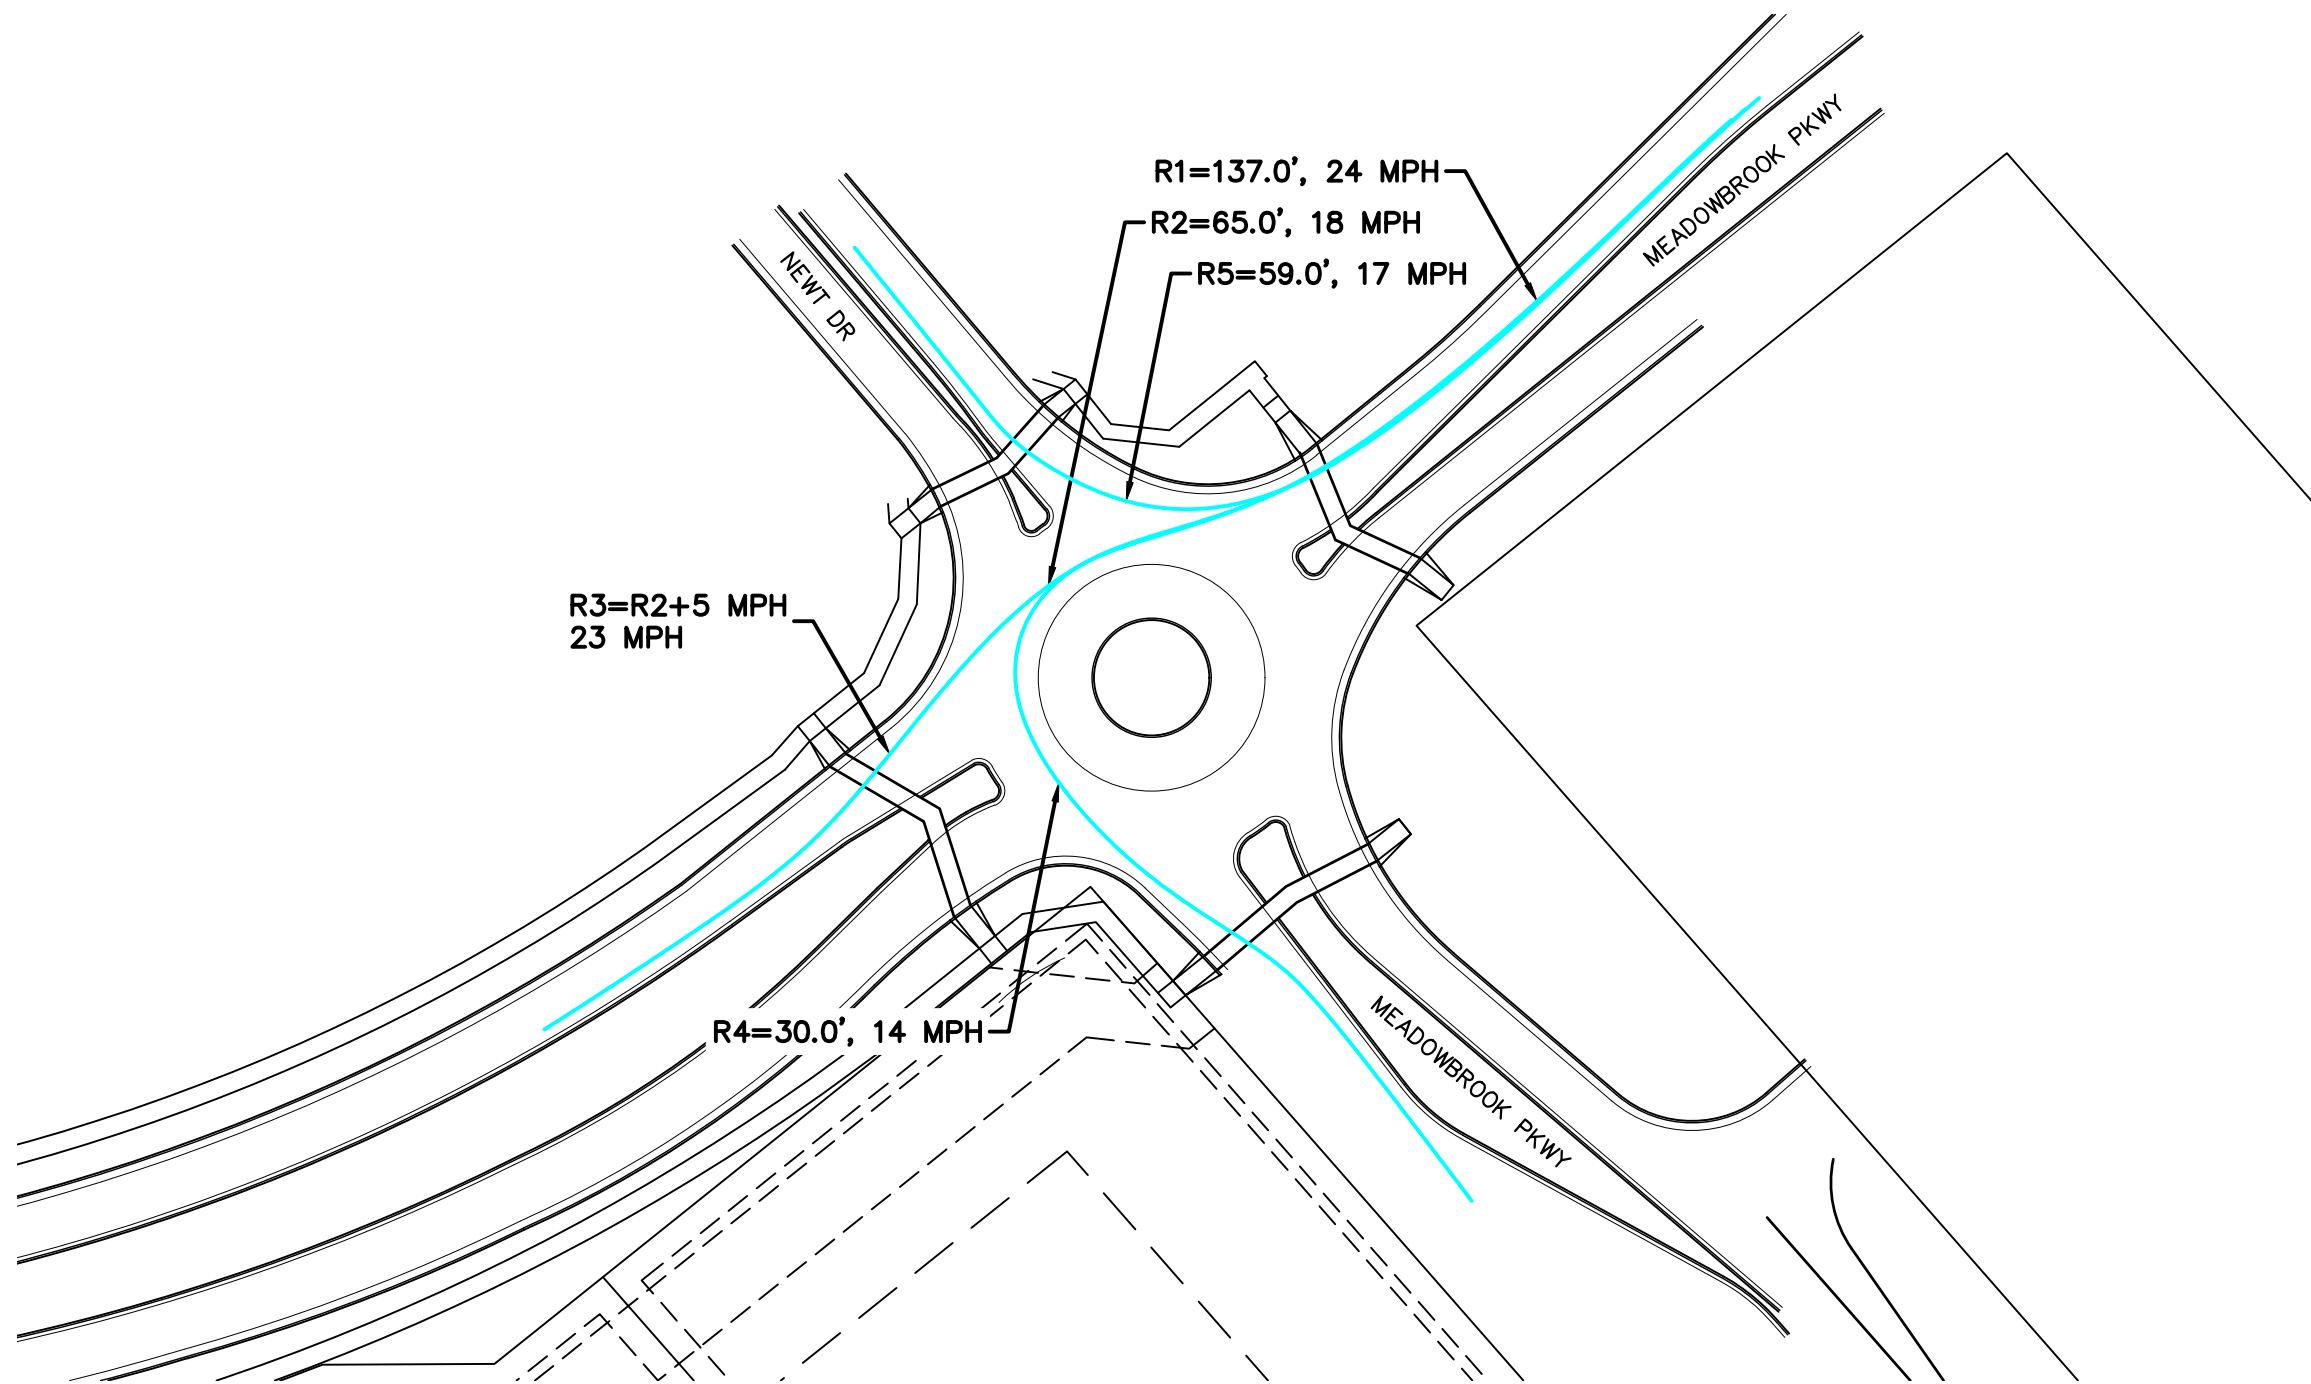 R1=137.0', 24 MPH
R2=65.0', 18 MPH
R5=59.0', 17 MPH
MEADOWBROOK PKWY
NEWT DR
R3=R2+5 MPH
23 MPH
R4=30.0', 14 MPH
MEADOWBROOK PKWY